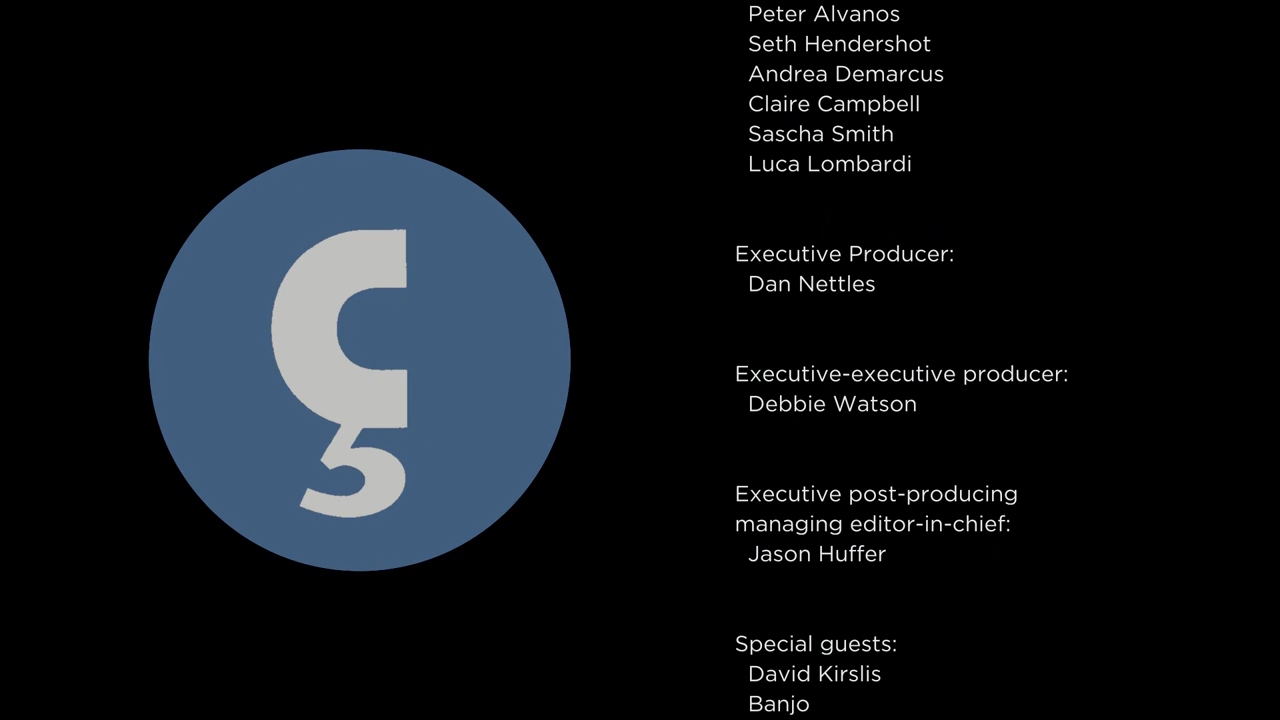 ç
Peter Alvanos
Seth Hendershot
Andrea Demarcus
Claire Campbell
Sascha Smith
Luca Lombardi
Executive Producer:
Dan Nettles
Executive-executive producer:
Debbie Watson
Executive post-producing
managing editor-in-chief:
Jason Huffer
Special guests:
David Kirslis
Banjo